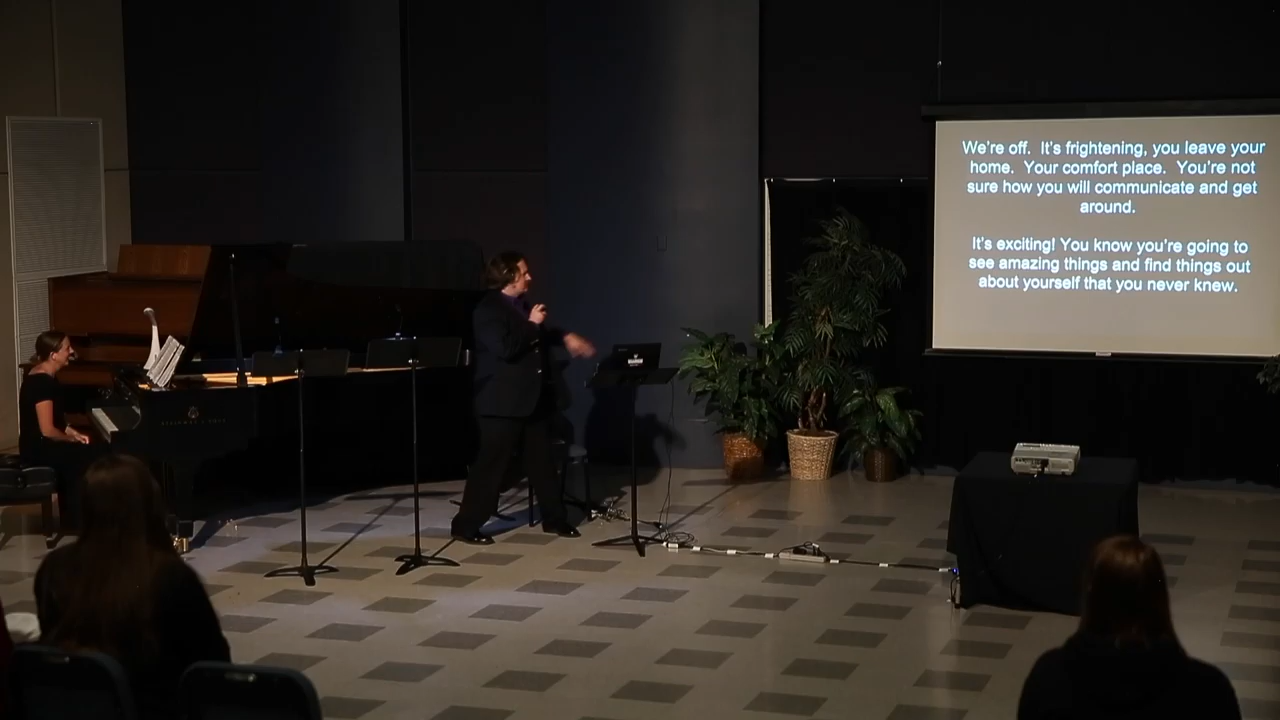 We're off.  It's frightening, you leave your
home.  Your comfort place.  You're not
sure how you will communicate and get
around.
It's exciting! You know you're going to
see amazing things and find things out
about yourself that you never knew.